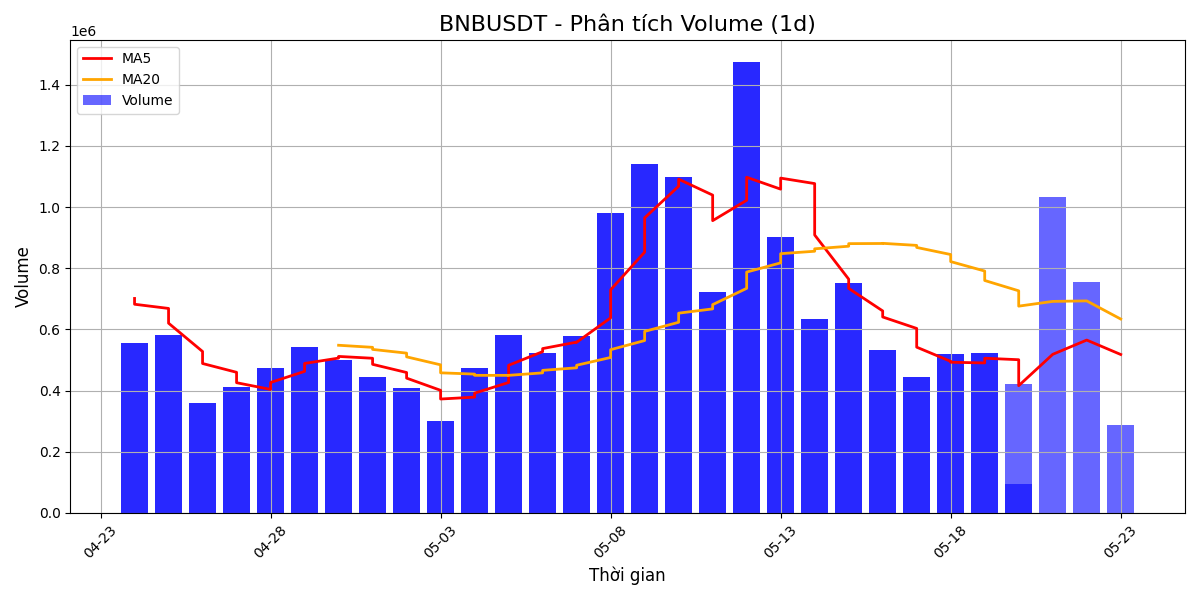 BNBUSDT - Phân tích Volume (1d)
1e6
MA5
MA20
Volume
1.4
1.2
1.0
0.8
0.6
0.4
0.2
0.0
Volume
04-23
04-28
05-03
05-08
05-13
05-18
05-23
Thời gian